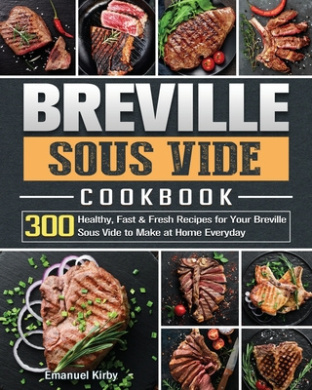 BREVILLE
SOUS VIDE
COOKBOOK
300 Healthy, Fast & Fresh Recipes for Your Breville
Sous Vide to Make at Home Everyday
Emanuel Kirby